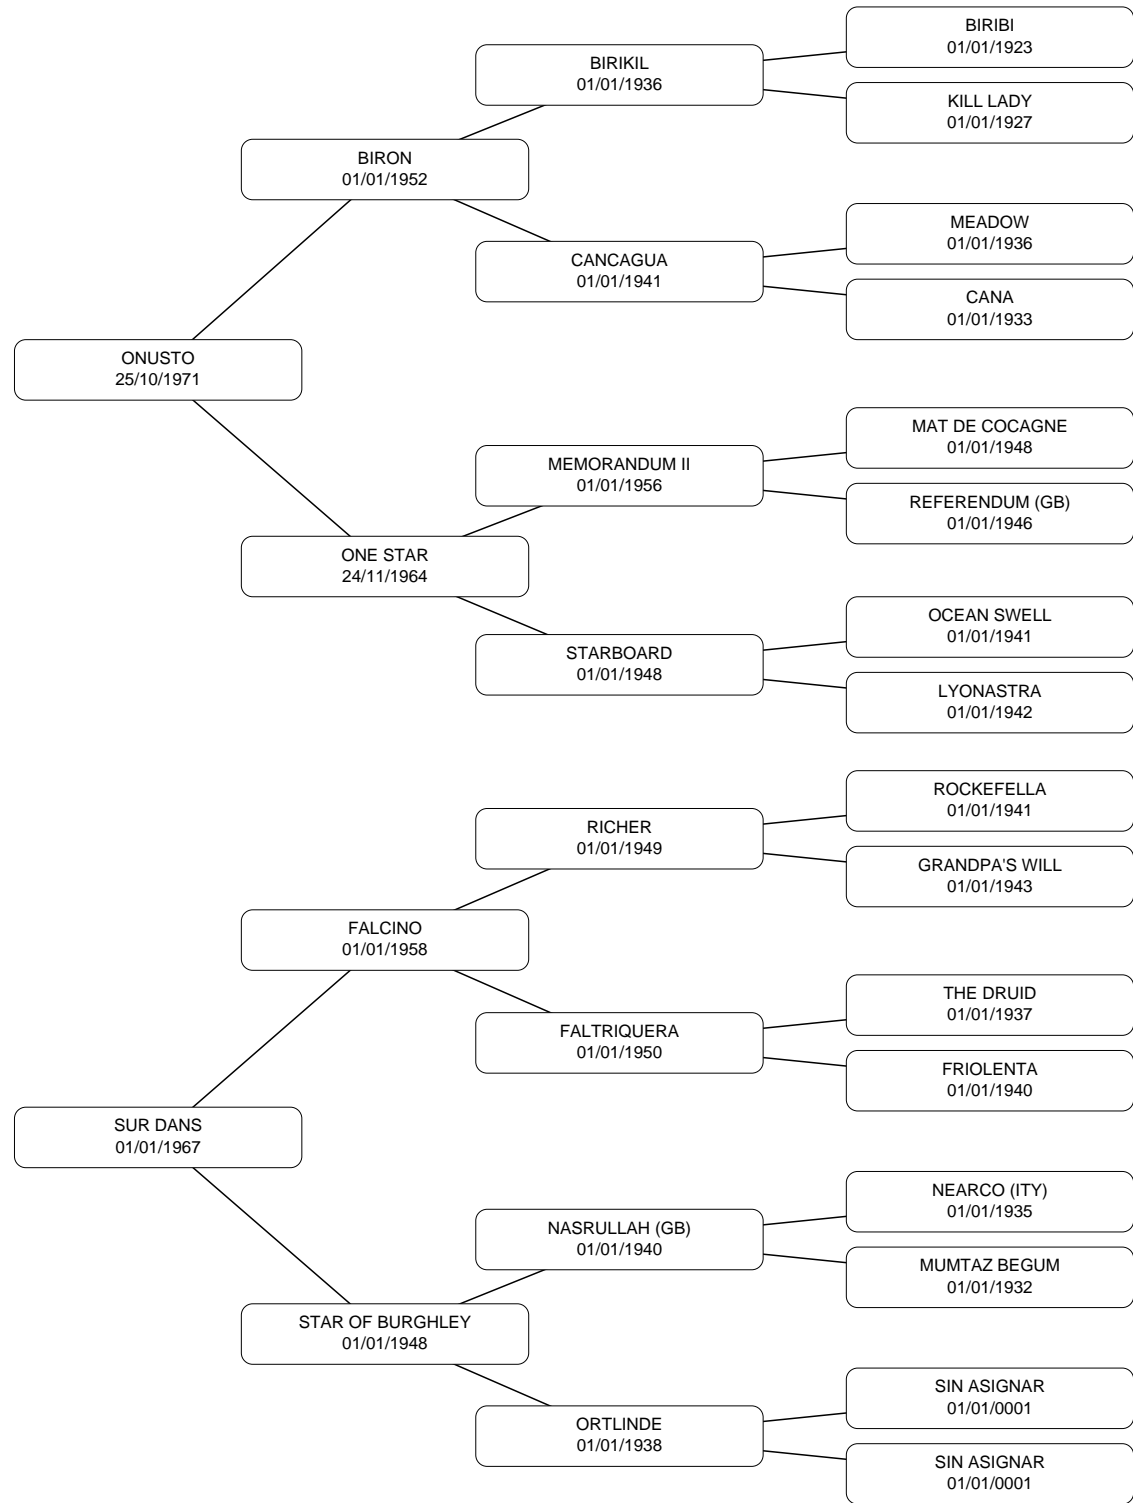 BIRIBI
01/01/1923
BIRIKIL
01/01/1936
KILL LADY
01/01/1927
BIRON
01/01/1952
MEADOW
01/01/1936
CANCAGUA
01/01/1941
CANA
01/01/1933
ONUSTO
25/10/1971
MAT DE COCAGNE
01/01/1948
MEMORANDUM II
01/01/1956
REFERENDUM (GB)
01/01/1946
ONE STAR
24/11/1964
OCEAN SWELL
01/01/1941
STARBOARD
01/01/1948
LYONASTRA
01/01/1942
ROCKEFELLA
01/01/1941
RICHER
01/01/1949
GRANDPA'S WILL
01/01/1943
FALCINO
01/01/1958
THE DRUID
01/01/1937
FALTRIQUERA
01/01/1950
FRIOLENTA
01/01/1940
SUR DANS
01/01/1967
NEARCO (ITY)
01/01/1935
NASRULLAH (GB)
01/01/1940
MUMTAZ BEGUM
01/01/1932
STAR OF BURGHLEY
01/01/1948
SIN ASIGNAR
01/01/0001
ORTLINDE
01/01/1938
SIN ASIGNAR
01/01/0001